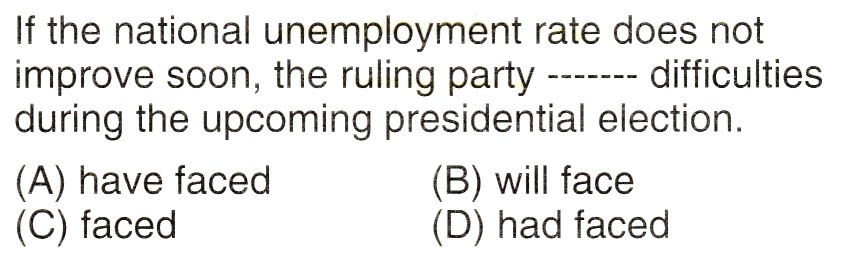 If the national unemployment rate does not
improve soon, the ruling party ------- difficulties
during the upcoming presidential election.
(A) have faced (B) will face
(C) faced (D) had faced